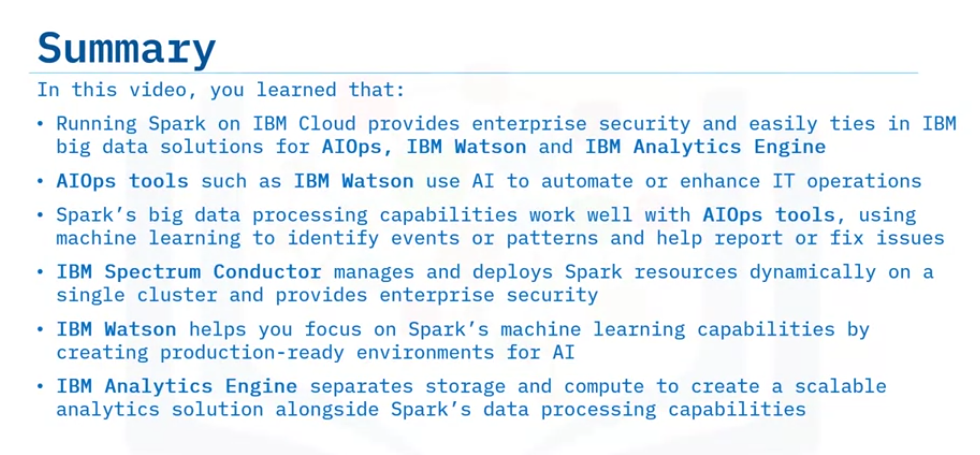 Summary
In this video, you learned that:
• Running Spark on IBM Cloud provides enterprise security and easily ties in IBM
big data solutions for AIOps, IBM Watson and IBM Analytics Engine
• AIOps tools such as IBM Watson use AI to automate or enhance IT operations
• Spark’s big data processing capabilities work well with AIOps tools, using
machine learning to identify events or patterns and help report or fix issues
• IBM Spectrum Conductor manages and deploys Spark resources dynamically on a
single cluster and provides enterprise security
• IBM Watson helps you focus on Spark’s machine learning capabilities by
creating production-ready environments for AI
• IBM Analytics Engine separates storage and compute to create a scalable
analytics solution alongside Spark’s data processing capabilities